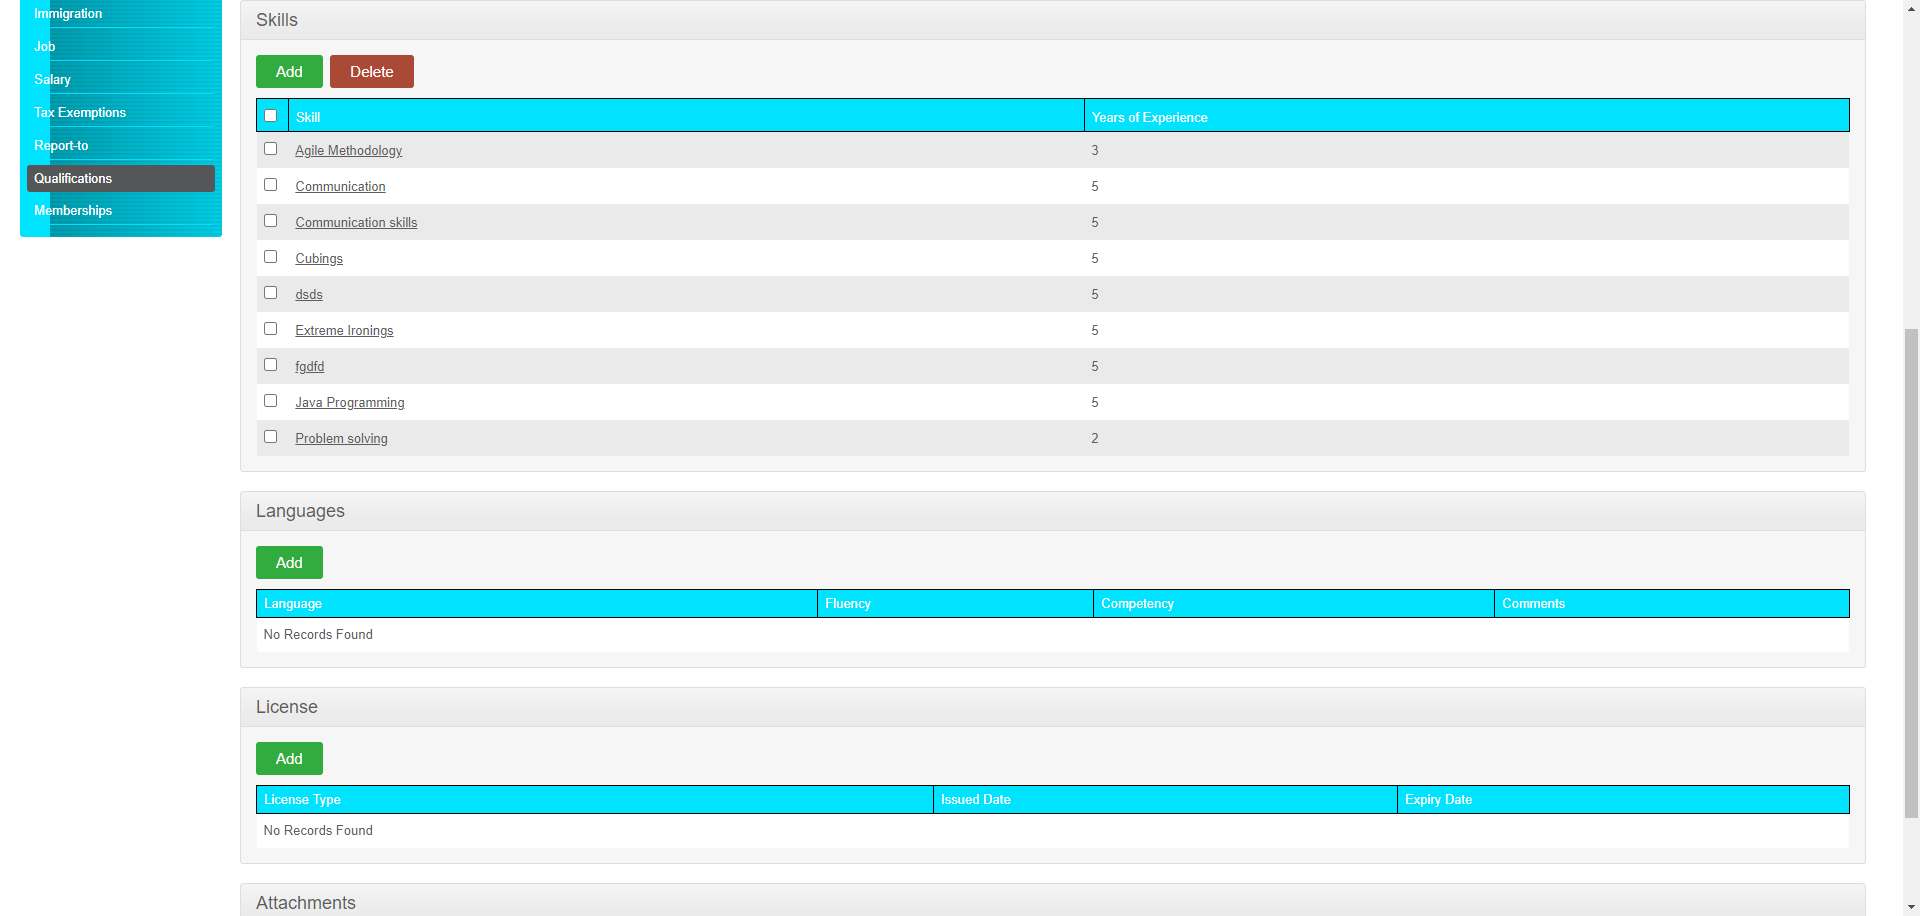 Immigration
Job
Salary
Tax Exemptions
Report-to
Qualifications
Memberships
Skills
Add Delete
Skill Years of Experience
Agile Methodology 3
Communication 5
Communication skills 5
Cubings 5
dsds 5
Extreme Ironings 5
fgdfd 5
Java Programming 5
Problem solving 2
Languages
Add
Language Fluency Competency Comments
No Records Found
License
Add
License Type Issued Date Expiry Date
No Records Found
Attachments